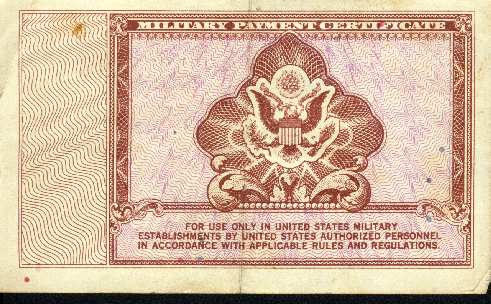 MILITARY PAYMENT CERTIFICATE
FOR USE ONLY IN UNITED STATES MILITARY
ESTABLISHMENTS BY UNITED STATES AUTHORIZED PERSONNEL
IN ACCORDANCE WITH APPLICABLE RULES AND REGULATIONS.